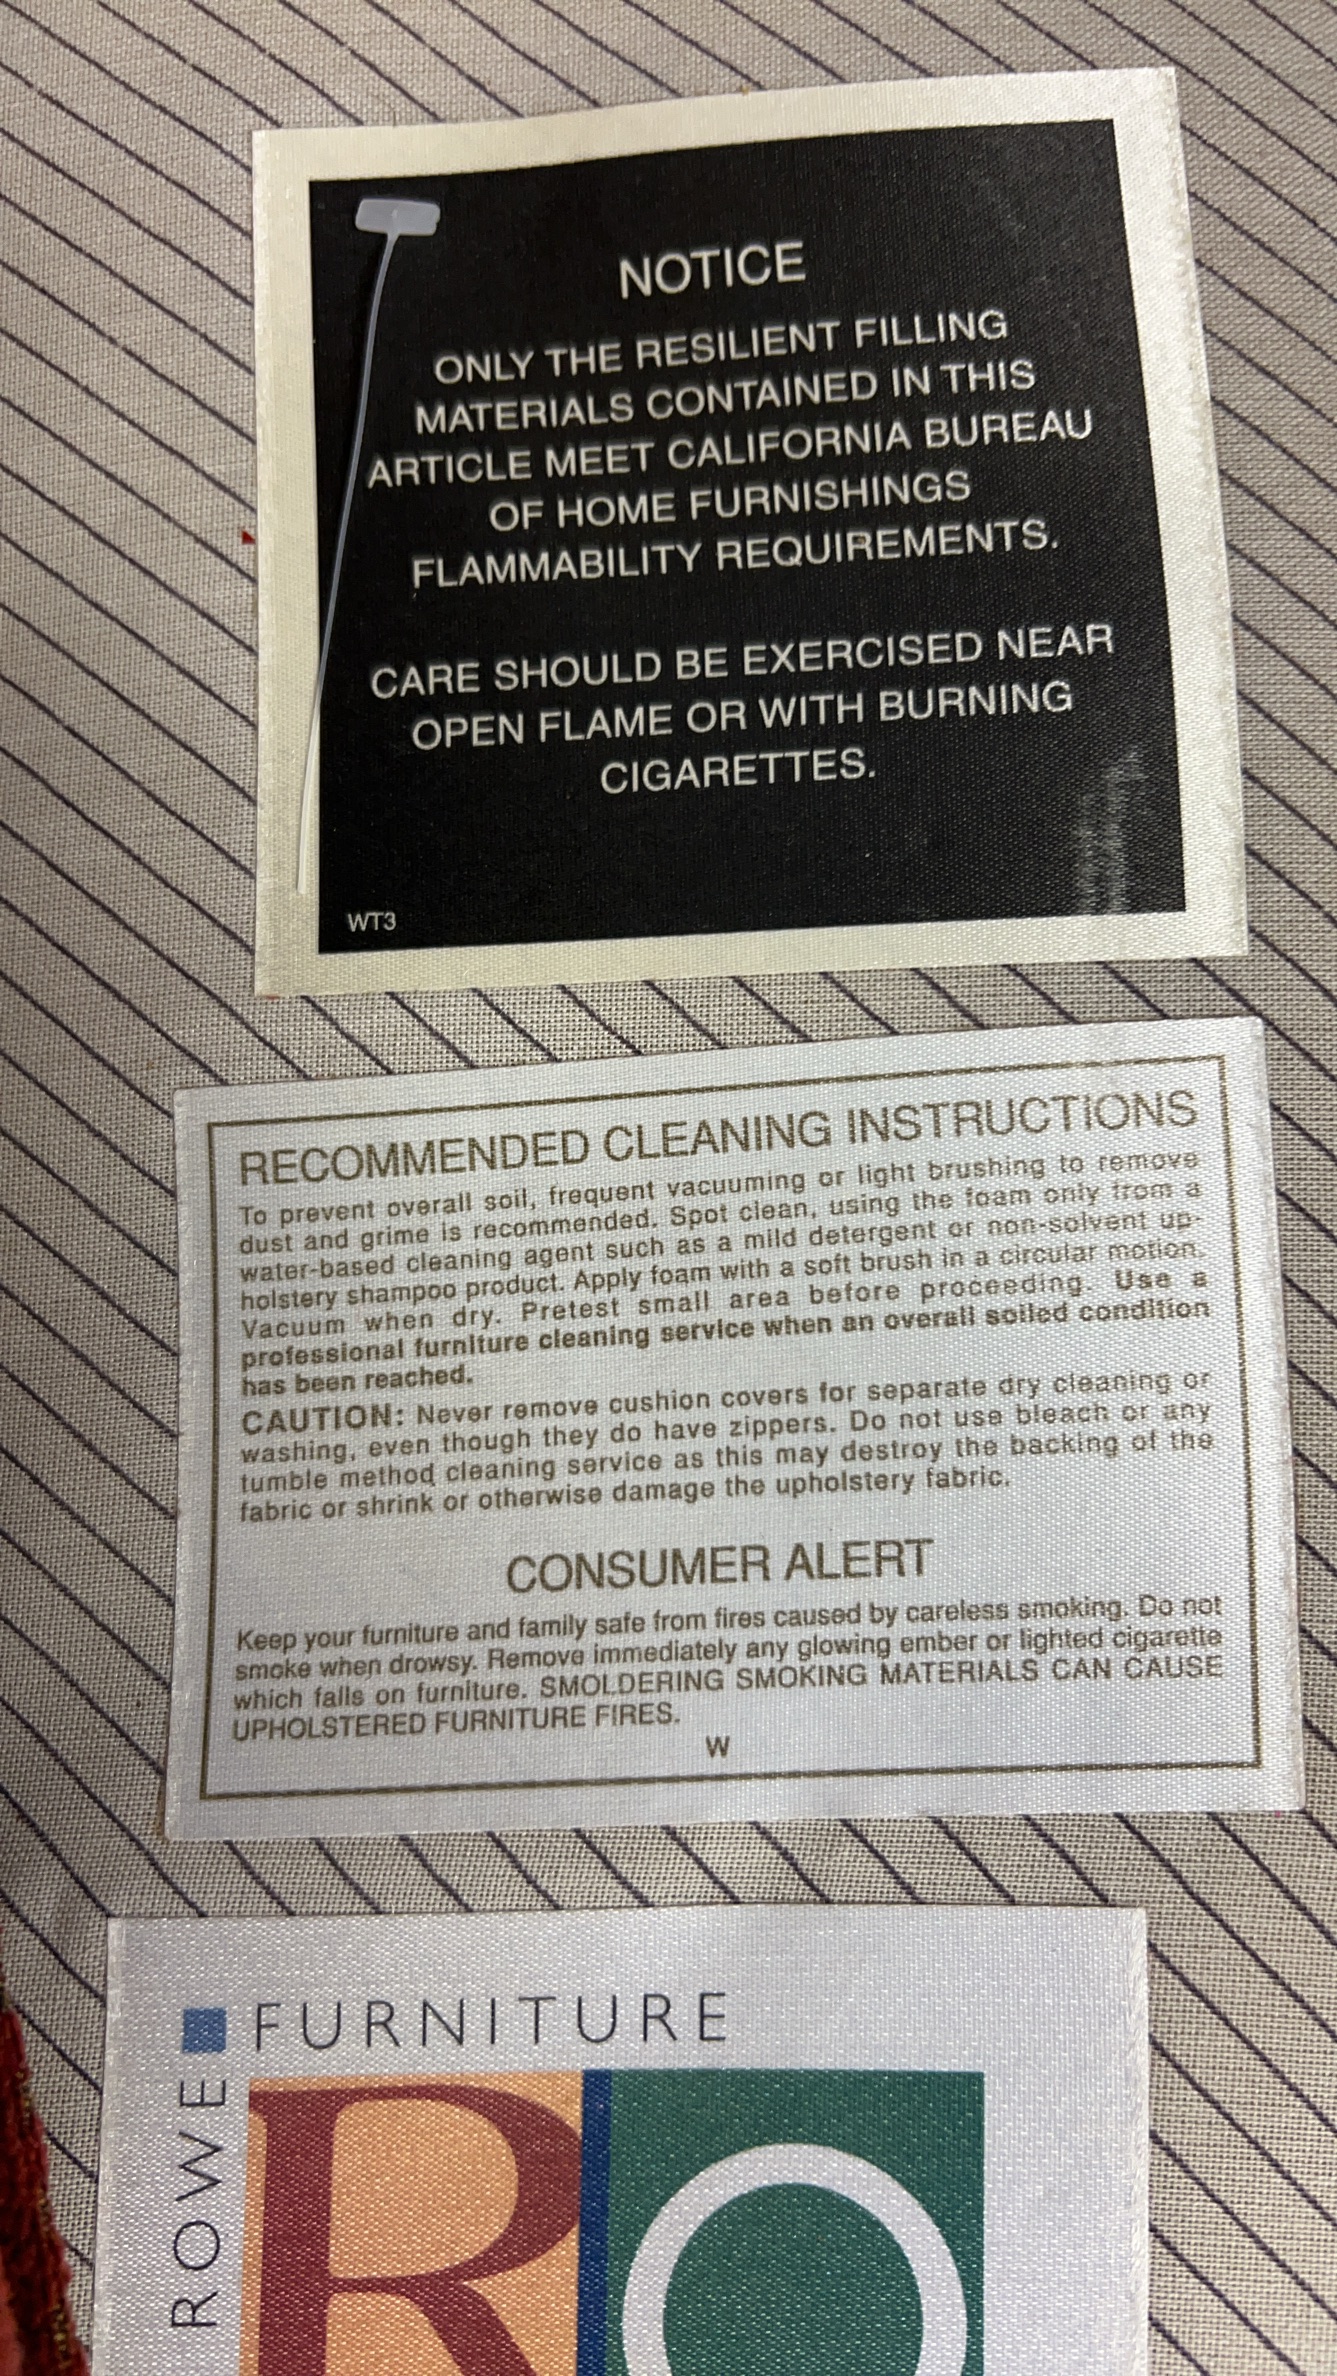 NOTICE
ONLY THE RESILIENT FILLING
MATERIALS CONTAINED IN THIS
ARTICLE MEET CALIFORNIA BUREAU
OF HOME FURNISHINGS
FLAMMABILITY REQUIREMENTS.
CARE SHOULD BE EXERCISED NEAR
OPEN FLAME OR WITH BURNING
CIGARETTES.
WT3
RECOMMENDED CLEANING INSTRUCTIONS
To prevent overall soil, frequent vacuuming or light brushing to remove
dust and grime is recommended. Spot clean, using the foam only from a
water-based cleaning agent such as a mild detergent or non-solvent up-
holstery shampoo product. Apply foam with a soft brush in a circular motion.
Vacuum when dry. Pretest small area before proceeding. Use a
professional furniture cleaning service when an overall soiled condition
has been reached.
CAUTION: Never remove cushion covers for separate dry cleaning or
washing, even though they do have zippers. Do not use bleach or any
tumble method cleaning service as this may destroy the backing of the
fabric or shrink or otherwise damage the upholstery fabric.
CONSUMER ALERT
Keep your furniture and family safe from fires caused by careless smoking. Do not
smoke when drowsy. Remove immediately any glowing ember or lighted cigarette
which falls on furniture. SMOLDERING SMOKING MATERIALS CAN CAUSE
UPHOLSTERED FURNITURE FIRES.
W
FURNITURE
ROWE
RO